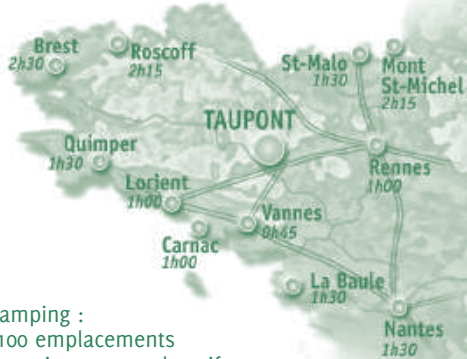 Brest
2h30
Roscoff
2h15
St-Malo
1h30
Mont
St-Michel
2h15
TAUPONT
Quimper
1h30
Rennes
1h00
Lorient
1h00
Vannes
0h45
Carnac
1h00
La Baule
1h30
Nantes
1h30
amping :
emplacements